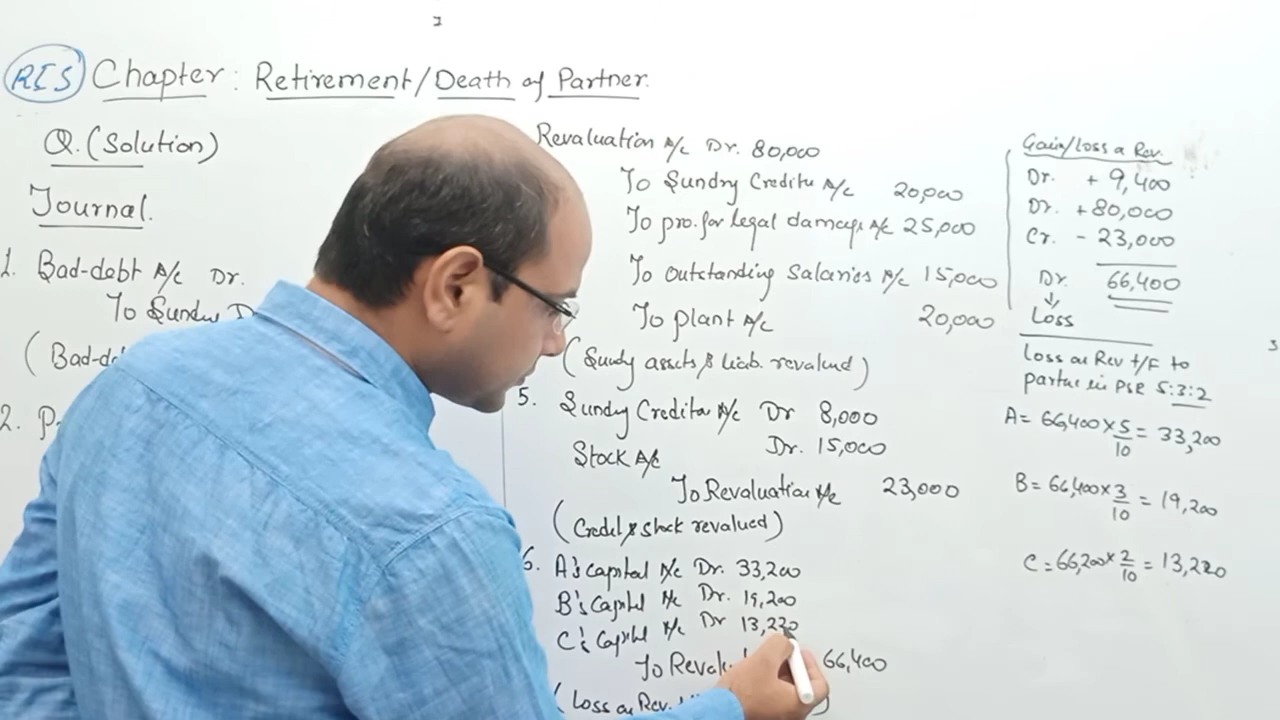 RIS Chapter: Retirement/Death of Partner.
Q. (Solution)
Journal.
1. Bad-debt A/c Dr.
To Sundry D
(Bad-de
2. P
Revaluation A/c Dr. 80,000
To Sundry Credito A/c 20,000
To pro. for legal damage A/c 25,000
To outstanding salaries A/c 15,000
To plant A/c 20,000
(Sundy assets & liab. revalued)
5. Sundry Creditor A/c Dr 8,000
Stock A/c Dr. 15,000
To Revaluation A/c 23,000
(Credit & stock revalued)
6. A's capital A/c Dr. 33,200
B's Capital A/c Dr. 19,200
C's Capital A/c Dr 13,220
To Reval 66,400
(Loss on Rev. )
Gain/Loss on Rev.
Dr. + 9,400
Dr. +80,000
Cr. - 23,000
Dr. 66,400
↓
Loss
Loss on Rev t/f to
partne in PSR 5:3:2
A = 66,400 × 5/10 = 33,200
B = 66,400 × 3/10 = 19,200
C = 66,200 × 2/10 = 13,220